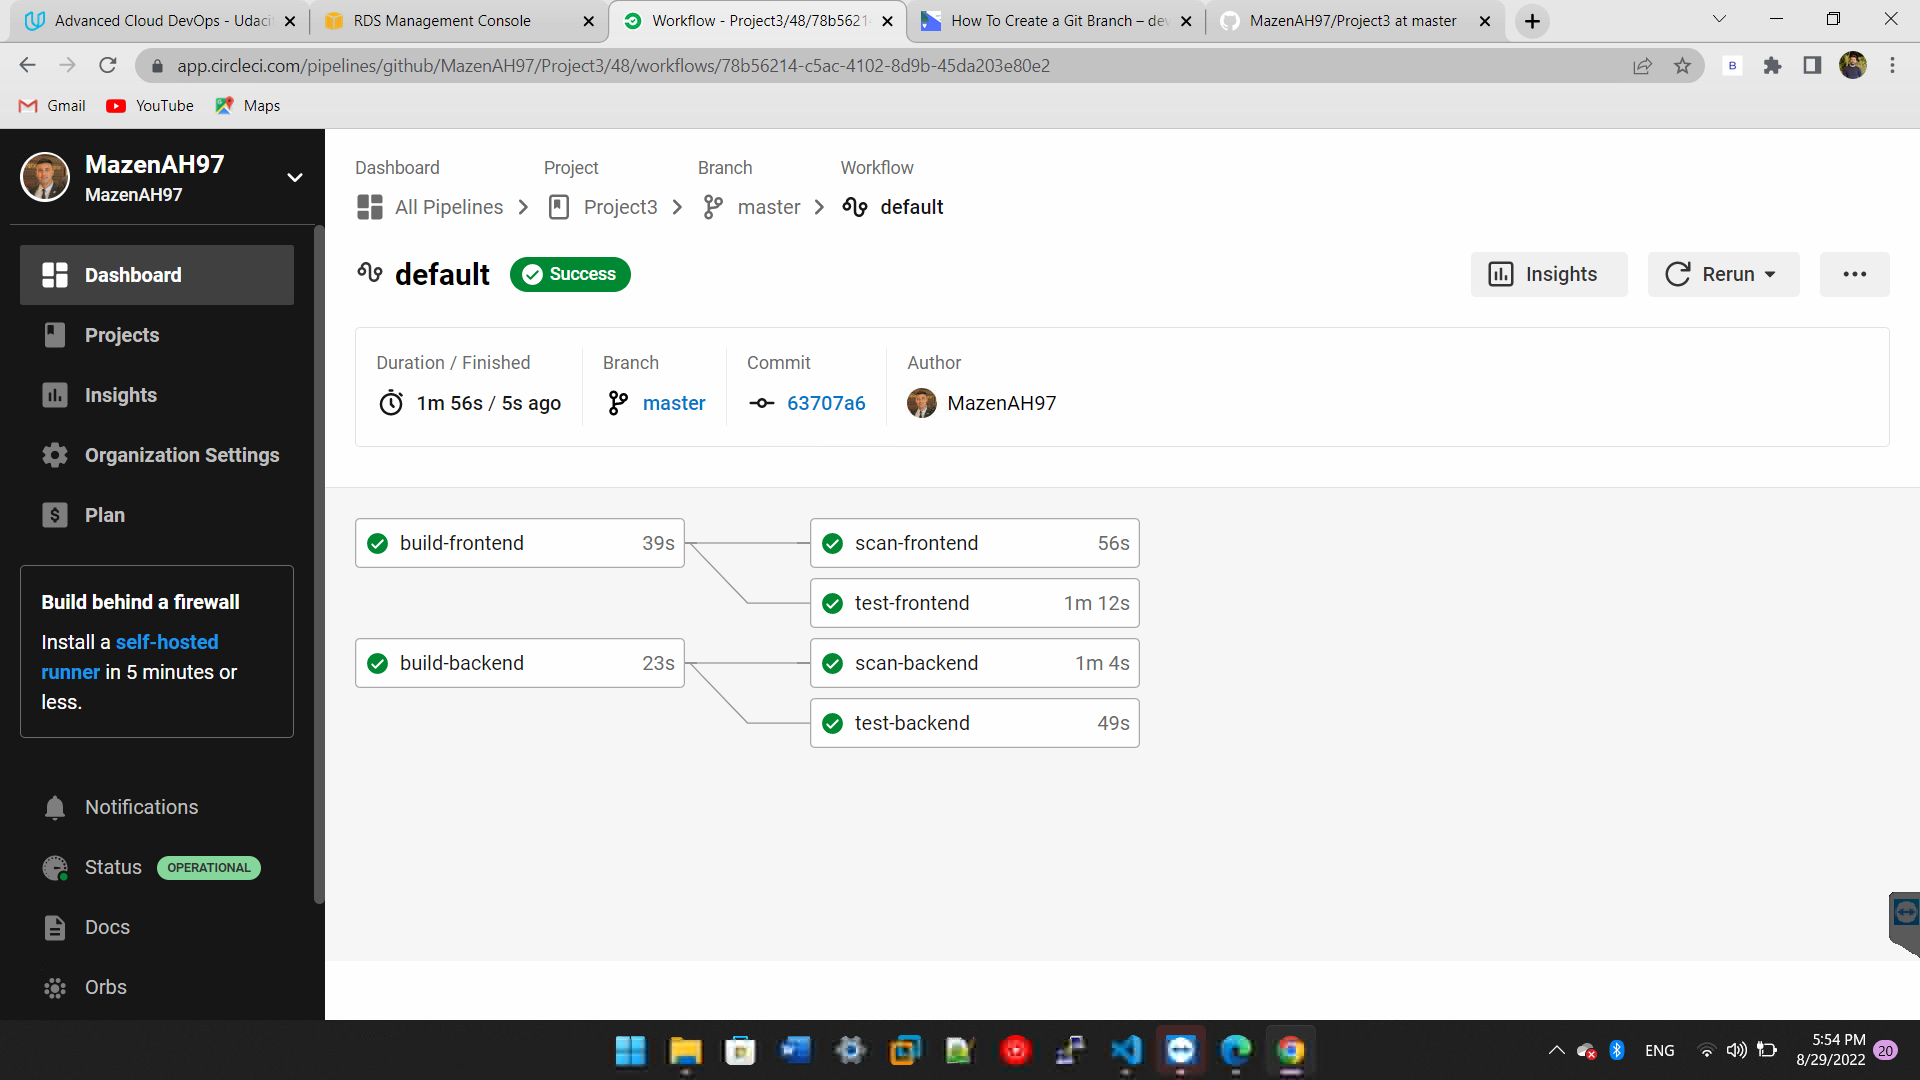 Advanced Cloud DevOps - Udaci
RDS Management Console
Workflow - Project3/48/78b56214
How To Create a Git Branch – dev
MazenAH97/Project3 at master
app.circleci.com/pipelines/github/MazenAH97/Project3/48/workflows/78b56214-c5ac-4102-8d9b-45da203e80e2
B
Gmail
YouTube
Maps
MazenAH97
MazenAH97
Dashboard
Projects
Insights
Organization Settings
Plan
Build behind a firewall
Install a self-hosted
runner in 5 minutes or
less.
Notifications
Status OPERATIONAL
Docs
Orbs
Dashboard
Project
Branch
Workflow
All Pipelines
Project3
master
default
default
Success
Insights
Rerun
Duration / Finished
1m 56s / 5s ago
Branch
master
Commit
63707a6
Author
MazenAH97
build-frontend 39s
scan-frontend 56s
test-frontend 1m 12s
build-backend 23s
scan-backend 1m 4s
test-backend 49s
ENG
5:54 PM
8/29/2022
20